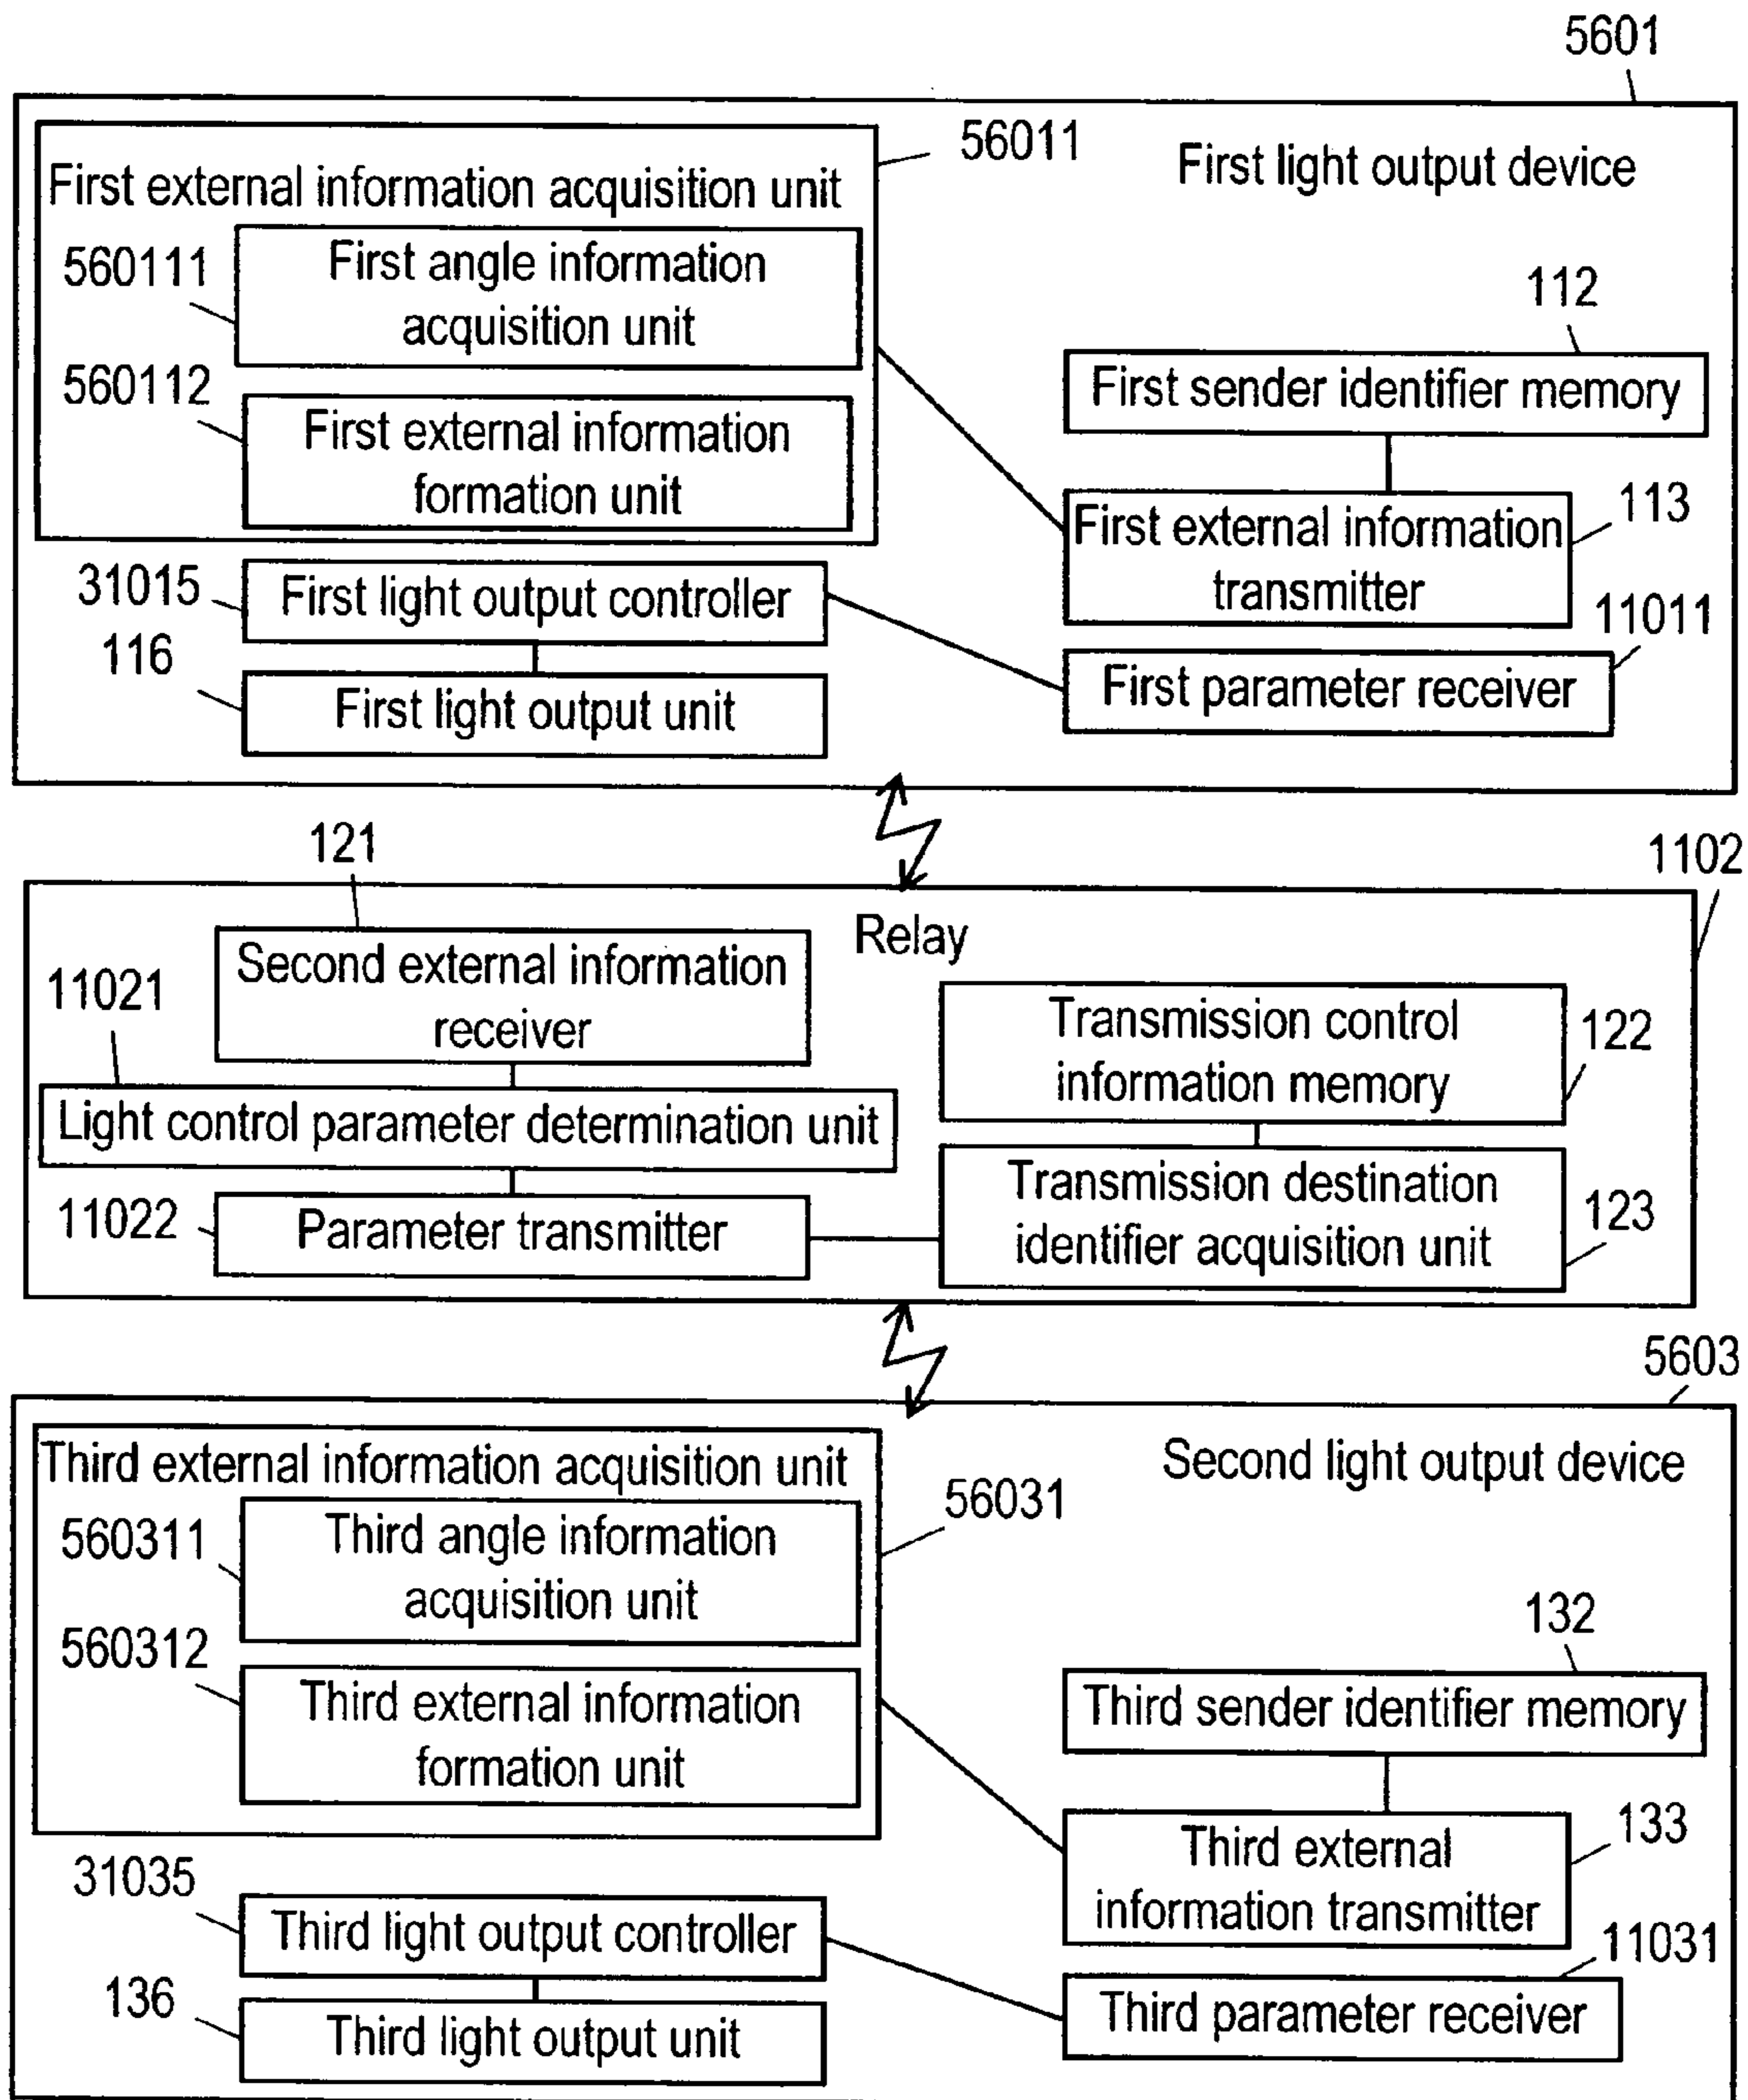 5601
56011
First light output device
First external information acquisition unit
560111
First angle information
acquisition unit
112
First sender identifier memory
560112
First external information
formation unit
113
First external information
transmitter
31015
First light output controller
11011
First parameter receiver
116
First light output unit
121
1102
Relay
Second external information
receiver
11021
Transmission control
information memory
122
Light control parameter determination unit
Transmission destination
identifier acquisition unit
123
11022
Parameter transmitter
5603
Third external information acquisition unit
Second light output device
56031
560311
Third angle information
acquisition unit
132
Third sender identifier memory
560312
Third external information
formation unit
133
Third external
information transmitter
31035
Third light output controller
11031
Third parameter receiver
136
Third light output unit